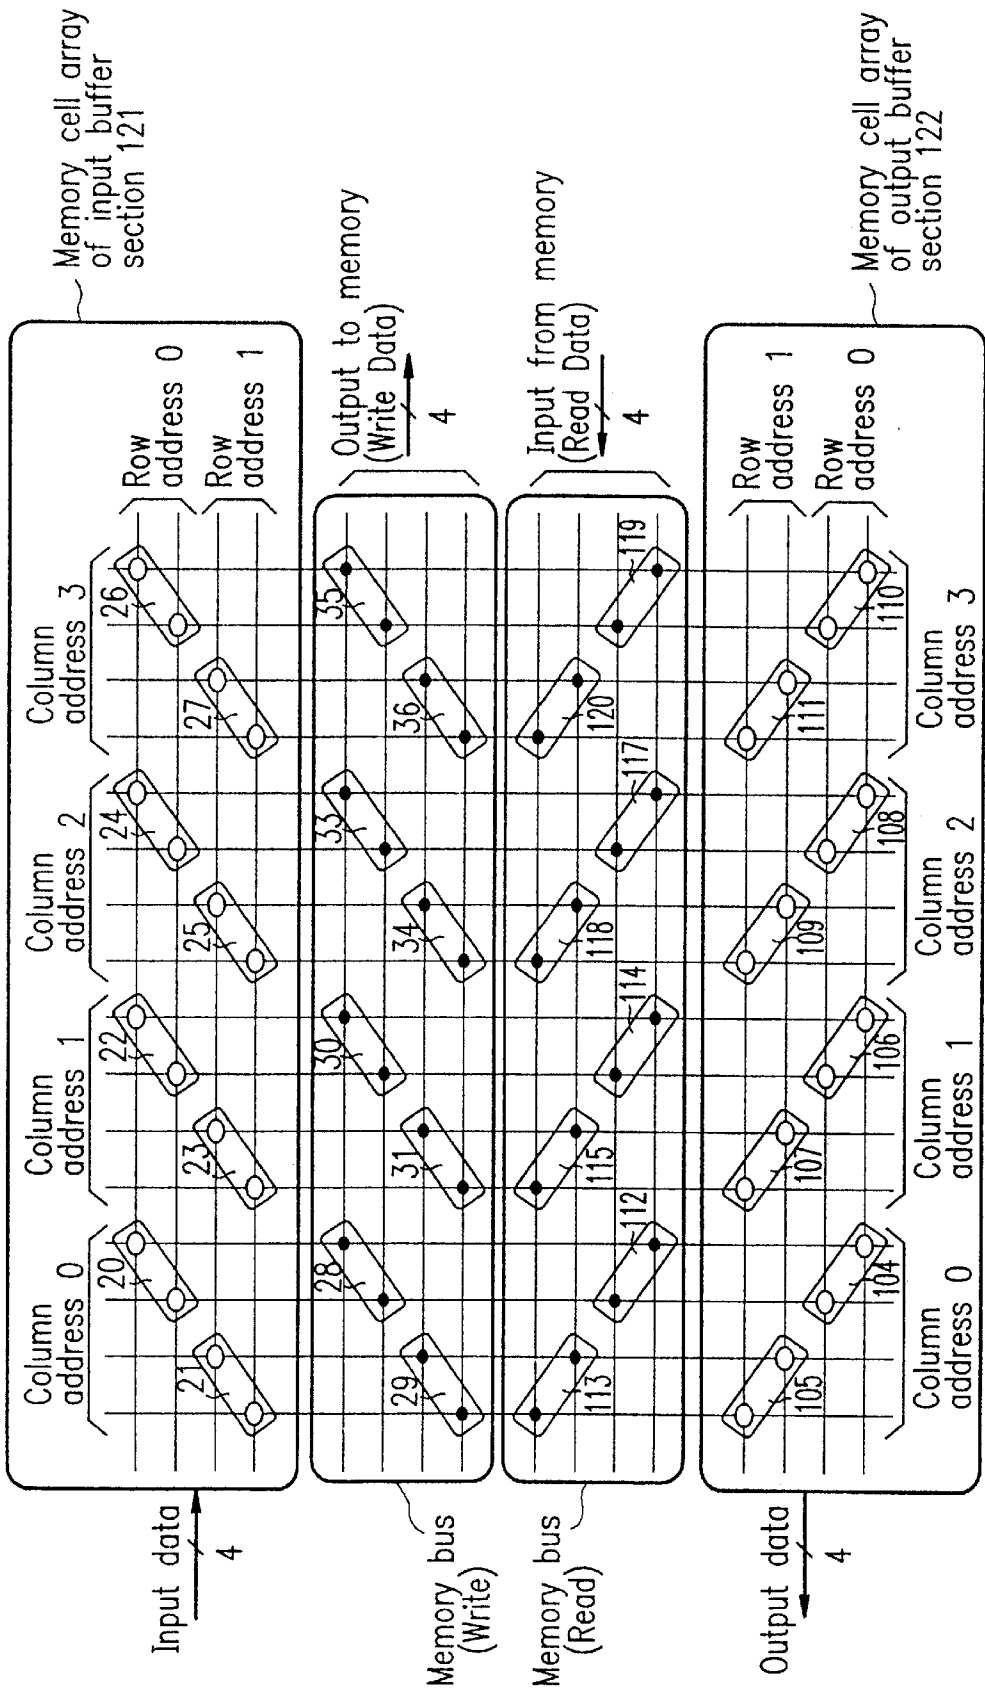 Memory cell array
of input buffer
section 121
Column
address 0
Column
address 1
Column
address 2
Column
address 3
20
22
24
26
Row
address 0
21
23
25
27
Row
address 1
Input data
4
28
30
33
35
29
31
34
36
Output to memory
(Write Data)
4
Memory bus
(Write)
112
114
117
119
113
115
118
120
Input from memory
(Read Data)
4
Memory bus
(Read)
105
107
109
111
Row
address 1
104
106
108
110
Row
address 0
Column
address 0
Column
address 1
Column
address 2
Column
address 3
Output data
4
Memory cell array
of output buffer
section 122